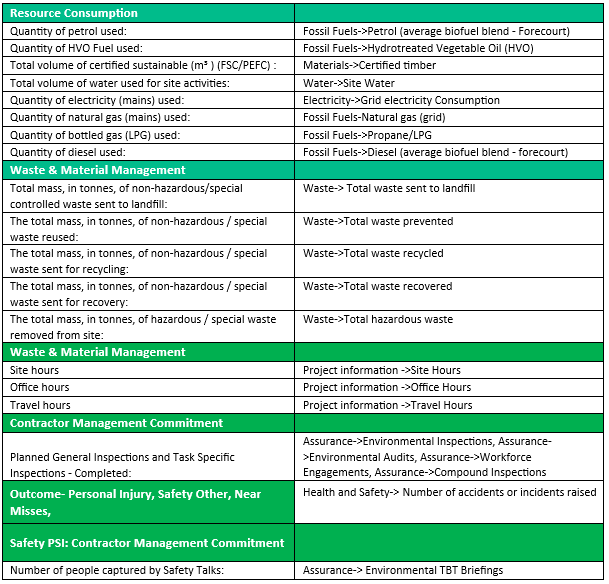 Resource Consumption
Quantity of petrol used: Fossil Fuels->Petrol (average biofuel blend - Forecourt)
Quantity of HVO Fuel used: Fossil Fuels->Hydrotreated Vegetable Oil (HVO)
Total volume of certified sustainable (m³ ) (FSC/PEFC) : Materials->Certified timber
Total volume of water used for site activities: Water->Site Water
Quantity of electricity (mains) used: Electricity->Grid electricity Consumption
Quantity of natural gas (mains) used: Fossil Fuels-Natural gas (grid)
Quantity of bottled gas (LPG) used: Fossil Fuels->Propane/LPG
Quantity of diesel used: Fossil Fuels->Diesel (average biofuel blend - forecourt)
Waste & Material Management
Total mass, in tonnes, of non-hazardous/special
controlled waste sent to landfill:
Waste-> Total waste sent to landfill
The total mass, in tonnes, of non-hazardous / special
waste reused:
Waste->Total waste prevented
The total mass, in tonnes, of non-hazardous / special
waste sent for recycling:
Waste->Total waste recycled
The total mass, in tonnes, of non-hazardous / special
waste sent for recovery:
Waste->Total waste recovered
The total mass, in tonnes, of hazardous / special waste
removed from site:
Waste->Total hazardous waste
Waste & Material Management
Site hours Project information ->Site Hours
Office hours Project information ->Office Hours
Travel hours Project information ->Travel Hours
Contractor Management Commitment
Planned General Inspections and Task Specific
Inspections - Completed:
Assurance->Environmental Inspections, Assurance-
>Environmental Audits, Assurance->Workforce
Engagements, Assurance->Compound Inspections
Outcome- Personal Injury, Safety Other, Near
Misses,
Health and Safety-> Number of accidents or incidents raised
Safety PSI: Contractor Management Commitment
Number of people captured by Safety Talks: Assurance-> Environmental TBT Briefings